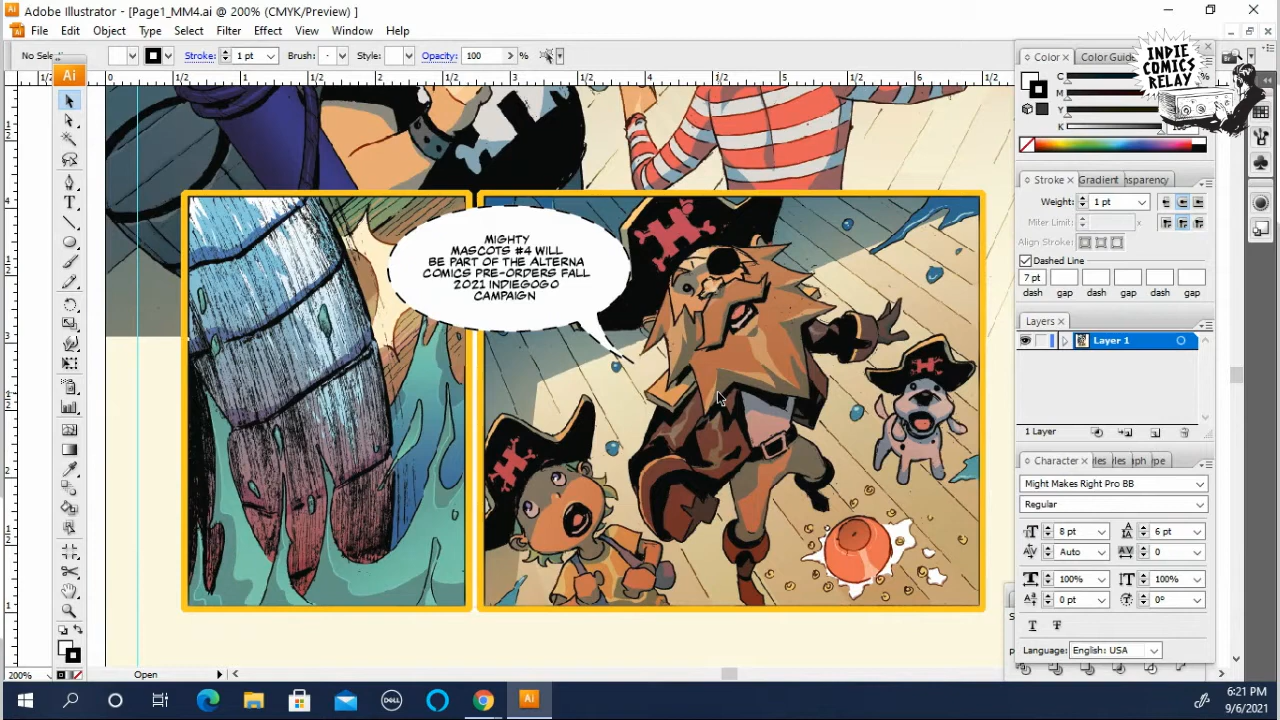 Adobe Illustrator - [Page1_MM4.ai @ 200% (CMYK/Preview) ]
File Edit Object Type Select Filter Effect View Window Help
Stroke: 1 pt Brush: Style: Opacity: 100 %
Ai
INDIE
COMICS
RELAY
Color Color Guide
C
M
Y
K
%
Stroke Gradient
Weight: 1 pt
Miter Limit: x
Align Stroke:
Dashed Line
7 pt
dash gap dash gap dash gap
Layers
Layer 1
1 Layer
Character
Might Makes Right Pro BB
Regular
8 pt 6 pt
Auto 0
100% 100%
0 pt 0°
Language: English: USA
MIGHTY
MASCOTS #4 WILL
BE PART OF THE ALTERNA
COMICS PRE-ORDERS FALL
2021 INDIEGOGO
CAMPAIGN
200% Open
DELL
Ai
6:21 PM
9/6/2021